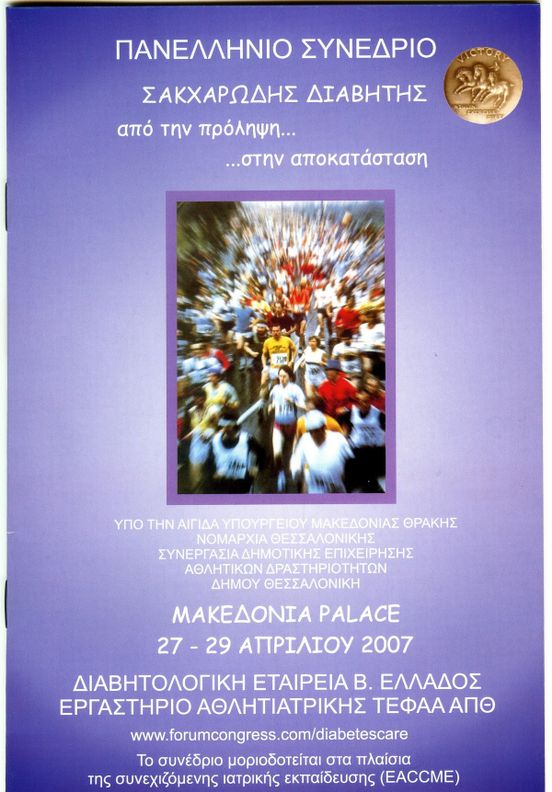 ΠΑΝΕΛΛΗΝΙΟ ΣΥΝΕΔΡΙΟ
VICTORY
ΣΑΚΧΑΡΩΔΗΣ ΔΙΑΒΗΤΗΣ
από την πρόληψη...
...στην αποκατάσταση
ΥΠΟ ΤΗΝ ΑΙΓΙΔΑ ΥΠΟΥΡΓΕΙΟΥ ΜΑΚΕΔΟΝΙΑΣ ΘΡΑΚΗΣ
ΝΟΜΑΡΧΙΑ ΘΕΣΣΑΛΟΝΙΚΗΣ
ΣΥΝΕΡΓΑΣΙΑ ΔΗΜΟΤΙΚΗΣ ΕΠΙΧΕΙΡΗΣΗΣ
ΑΘΛΗΤΙΚΩΝ ΔΡΑΣΤΗΡΙΟΤΗΤΩΝ
ΔΗΜΟΥ ΘΕΣΣΑΛΟΝΙΚΗ
ΜΑΚΕDΟΝΙΑ PALACE
27 - 29 ΑΠΡΙΛΙΟΥ 2007
ΔΙΑΒΗΤΟΛΟΓΙΚΗ ΕΤΑΙΡΕΙΑ Β. ΕΛΛΑΔΟΣ
ΕΡΓΑΣΤΗΡΙΟ ΑΘΛΗΤΙΑΤΡΙΚΗΣ ΤΕΦΑΑ ΑΠΘ
www.forumcongress.com/diabetescare
Το συνέδριο μοριοδοτείται στα πλαίσια
της συνεχιζόμενης ιατρικής εκπαίδευσης (EACCME)